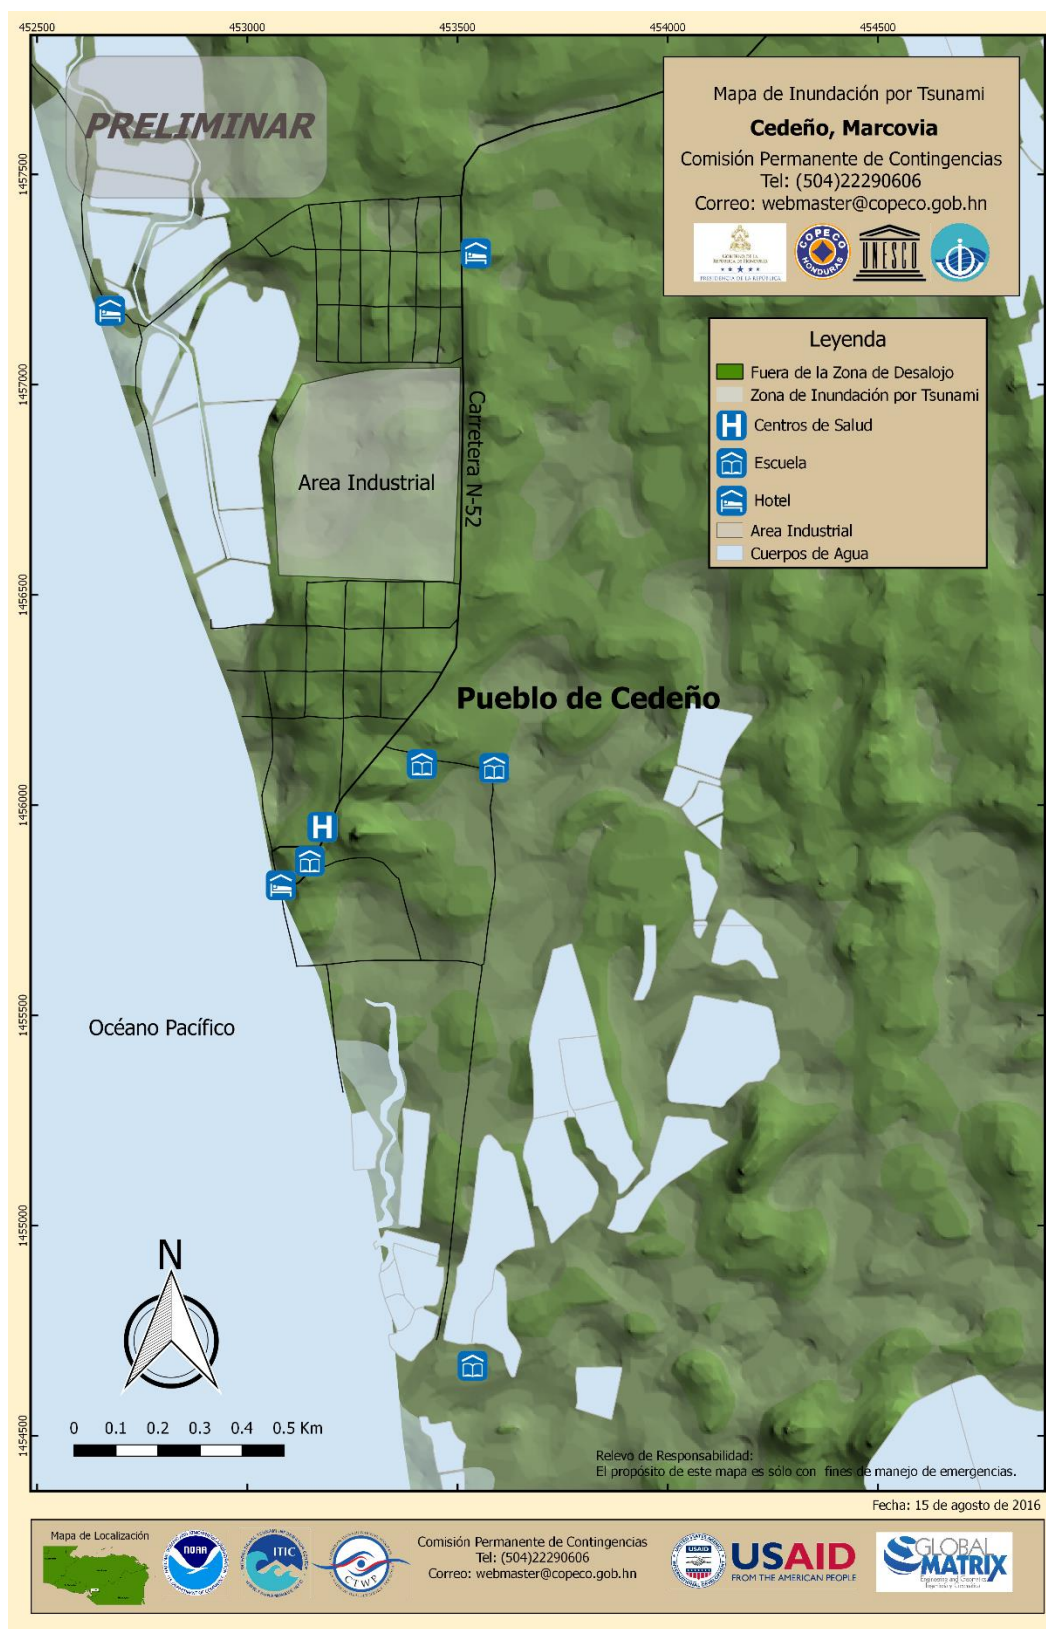 452500 453000 453500 454000 454500
PRELIMINAR
Mapa de Inundación por Tsunami
Cedeño, Marcovia
Comisión Permanente de Contingencias
Tel: (504)22290606
Correo: webmaster@copeco.gob.hn
COPECO
HONDURAS
UNESCO
PRESIDENCIA DE LA REPÚBLICA
1457500
1457000
1456500
1456000
1455500
1455000
1454500
Leyenda
Fuera de la Zona de Desalojo
Zona de Inundación por Tsunami
H Centros de Salud
Escuela
Hotel
Area Industrial
Cuerpos de Agua
Carretera N-52
Area Industrial
Pueblo de Cedeño
H
Océano Pacífico
N
0 0.1 0.2 0.3 0.4 0.5 Km
Relevo de Responsabilidad:
El propósito de este mapa es sólo con fines de manejo de emergencias.
Fecha: 15 de agosto de 2016
Mapa de Localización
NOAA
ITIC
CTWP
Comisión Permanente de Contingencias
Tel: (504)22290606
Correo: webmaster@copeco.gob.hn
USAID
USAID
FROM THE AMERICAN PEOPLE
GLOBAL
MATRIX